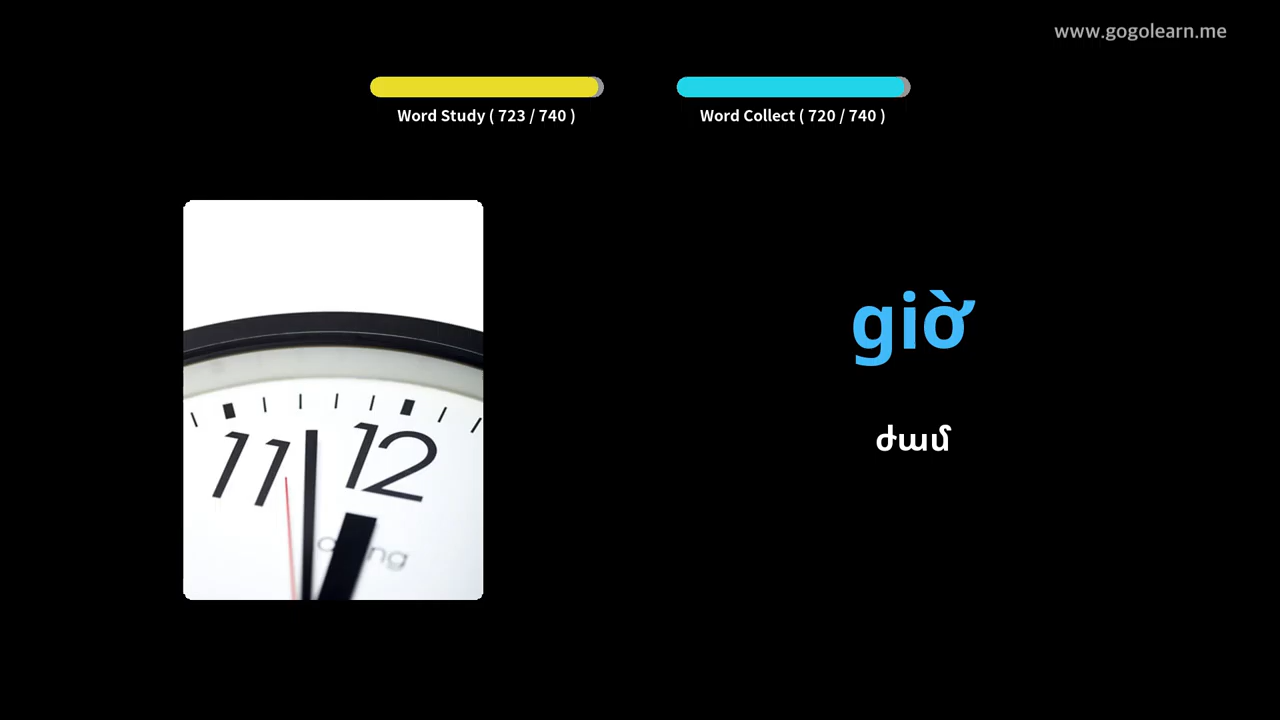 www.gogolearn.me
Word Study ( 723 / 740 )
Word Collect ( 720 / 740 )
giờ
ժամ
11
12